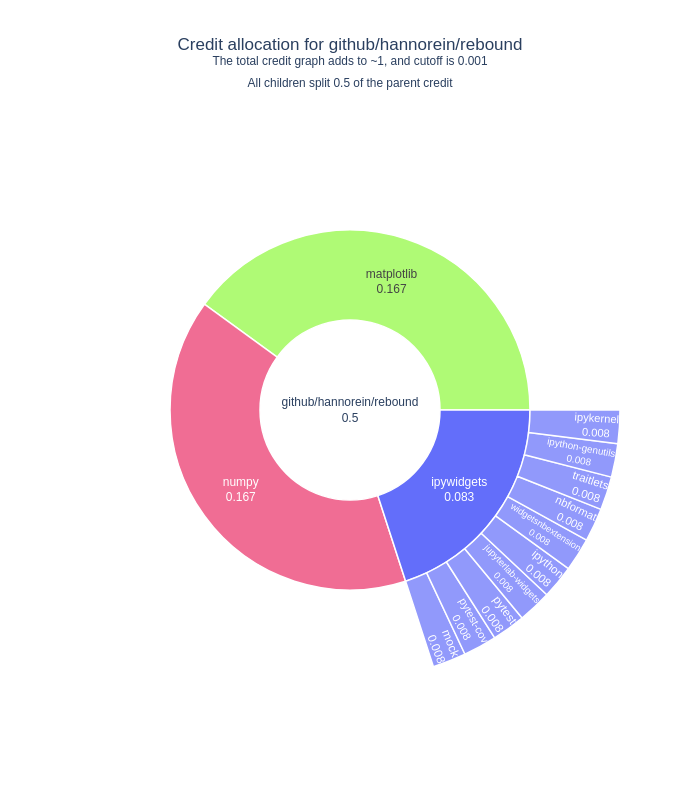 Credit allocation for github/hannorein/rebound
The total credit graph adds to ~1, and cutoff is 0.001
All children split 0.5 of the parent credit
matplotlib
0.167
github/hannorein/rebound
0.5
numpy
0.167
ipywidgets
0.083
ipykernel
0.008
ipython-genutils
0.008
traitlets
0.008
nbformat
0.008
widgetsnbextension
0.008
ipython
0.008
jupyterlab-widgets
0.008
pytest
0.008
pytest-cov
0.008
mock
0.008